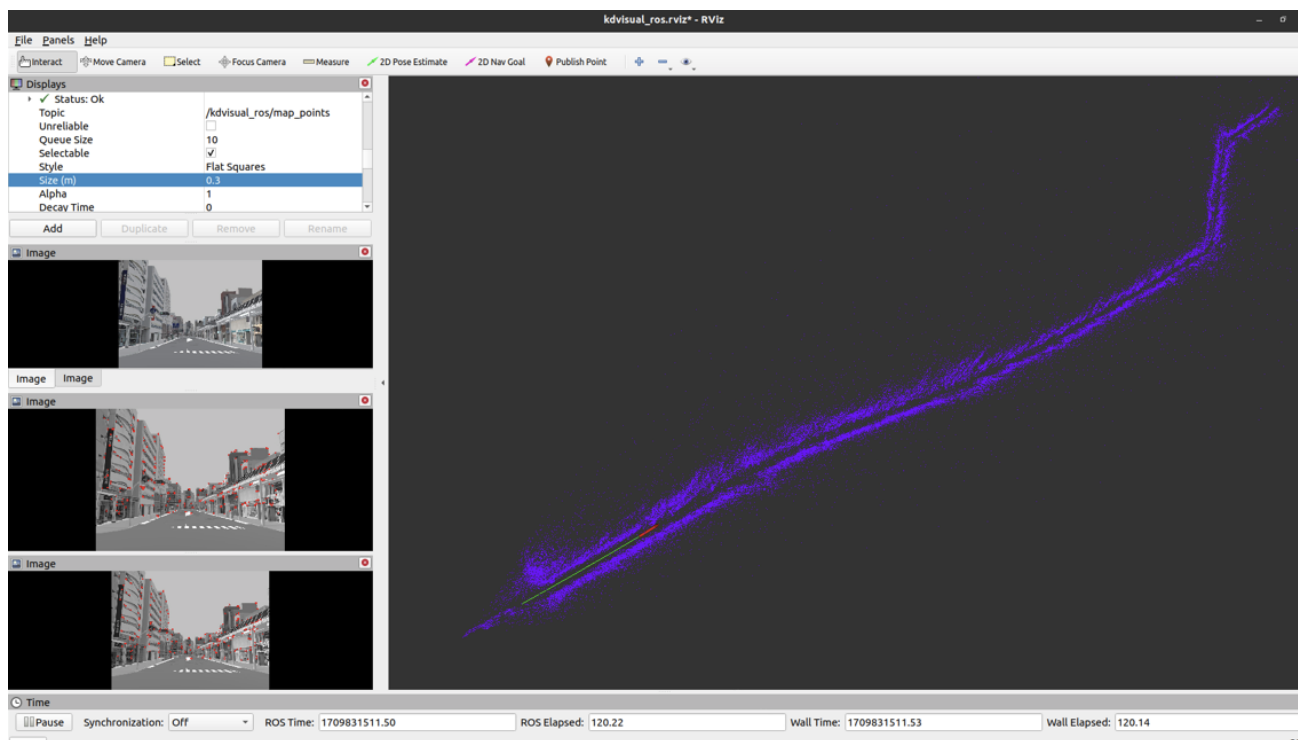 kdvisual_ros.rviz* - RViz
File Panels Help
Interact Move Camera Select Focus Camera Measure 2D Pose Estimate 2D Nav Goal Publish Point
Displays
Status: Ok
Topic /kdvisual_ros/map_points
Unreliable
Queue Size 10
Selectable
Style Flat Squares
Size (m) 0.3
Alpha 1
Decay Time 0
Add Duplicate Remove Rename
Image
Image Image
Image
Image
Time
Pause Synchronization: Off ROS Time: 1709831511.50 ROS Elapsed: 120.22 Wall Time: 1709831511.53 Wall Elapsed: 120.14